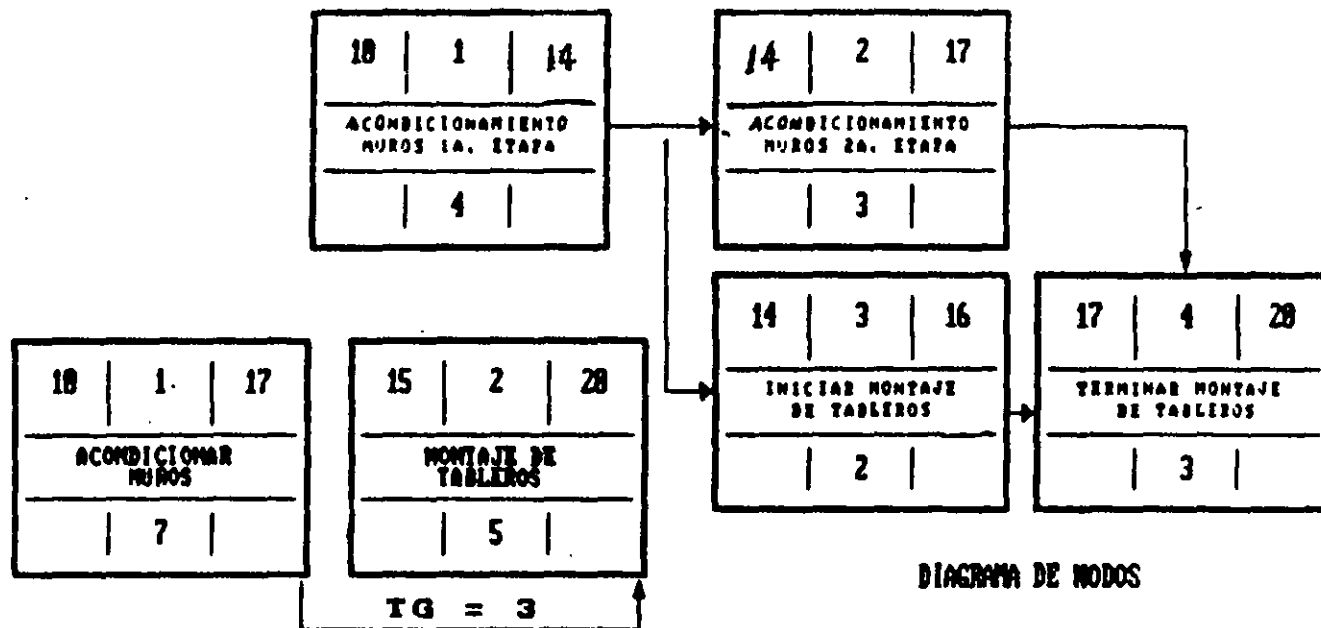 10 1 14
ACONDICIONAMIENTO
MUROS 1A. ETAPA
4
14 2 17
ACONDICIONAMIENTO
MUROS 2A. ETAPA
3
14 3 16
INICIAR MONTAJE
DE TABLEROS
2
17 4 20
TERMINAR MONTAJE
DE TABLEROS
3
10 1. 17
ACONDICIONAR
MUROS
7
15 2 20
MONTAJE DE
TABLEROS
5
TG = 3
DIAGRAMA DE NODOS